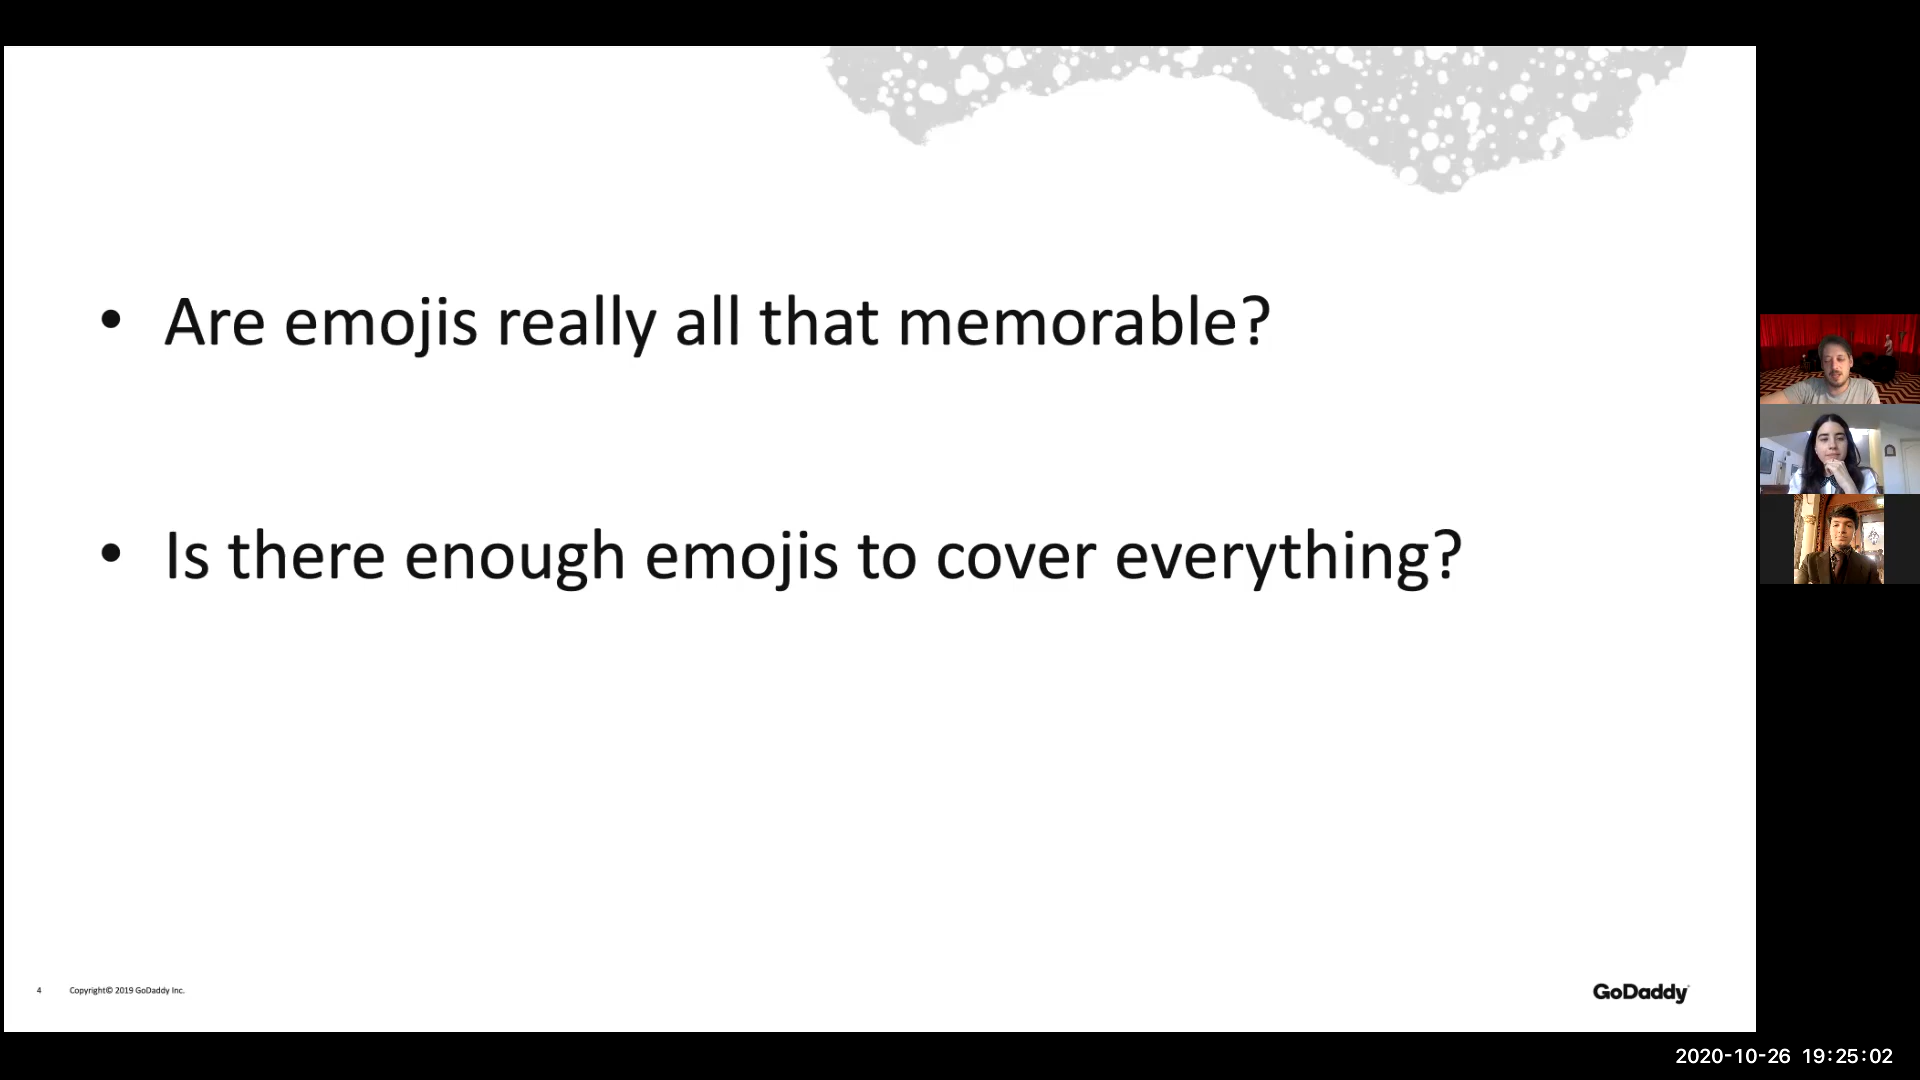 • Are emojis really all that memorable?
• Is there enough emojis to cover everything?
4 Copyright© 2019 GoDaddy Inc.
GoDaddy
2020-10-26 19:25:02